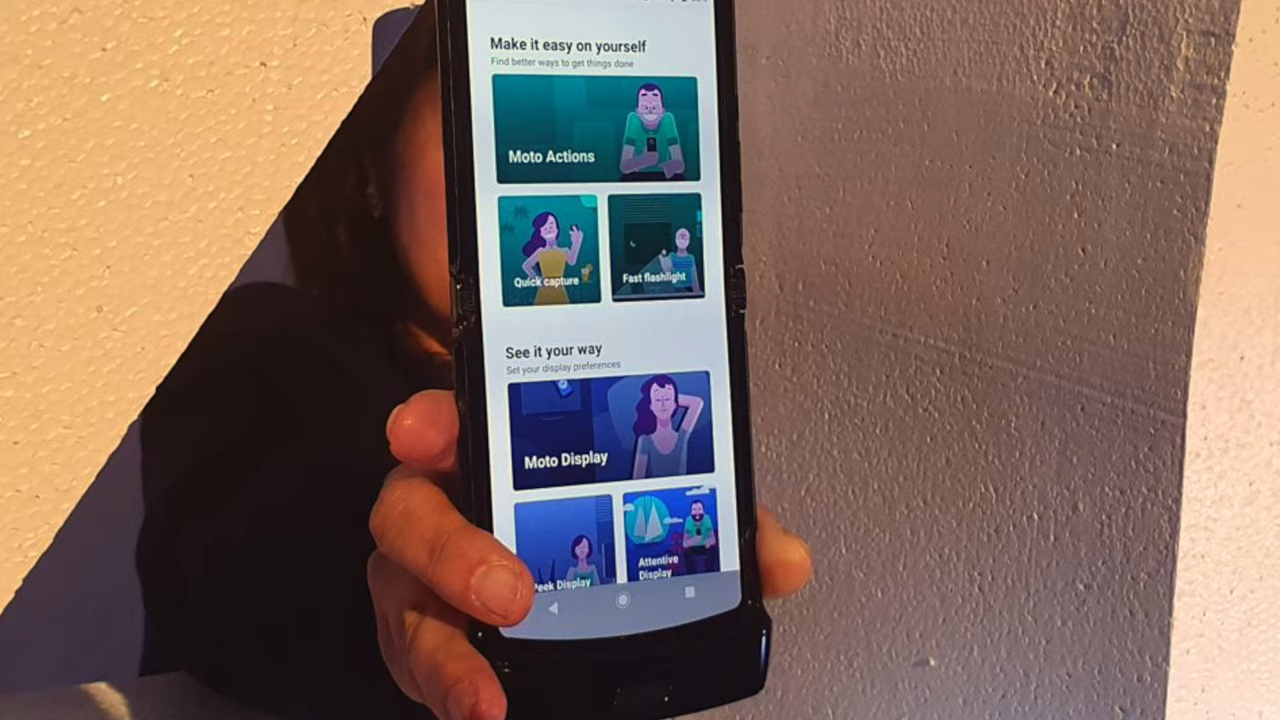 Make it easy on yourself
Find better ways to get things done
Moto Actions
Quick capture
Fast flashlight
See it your way
Set your display preferences
Moto Display
Peek Display
Attentive
Display